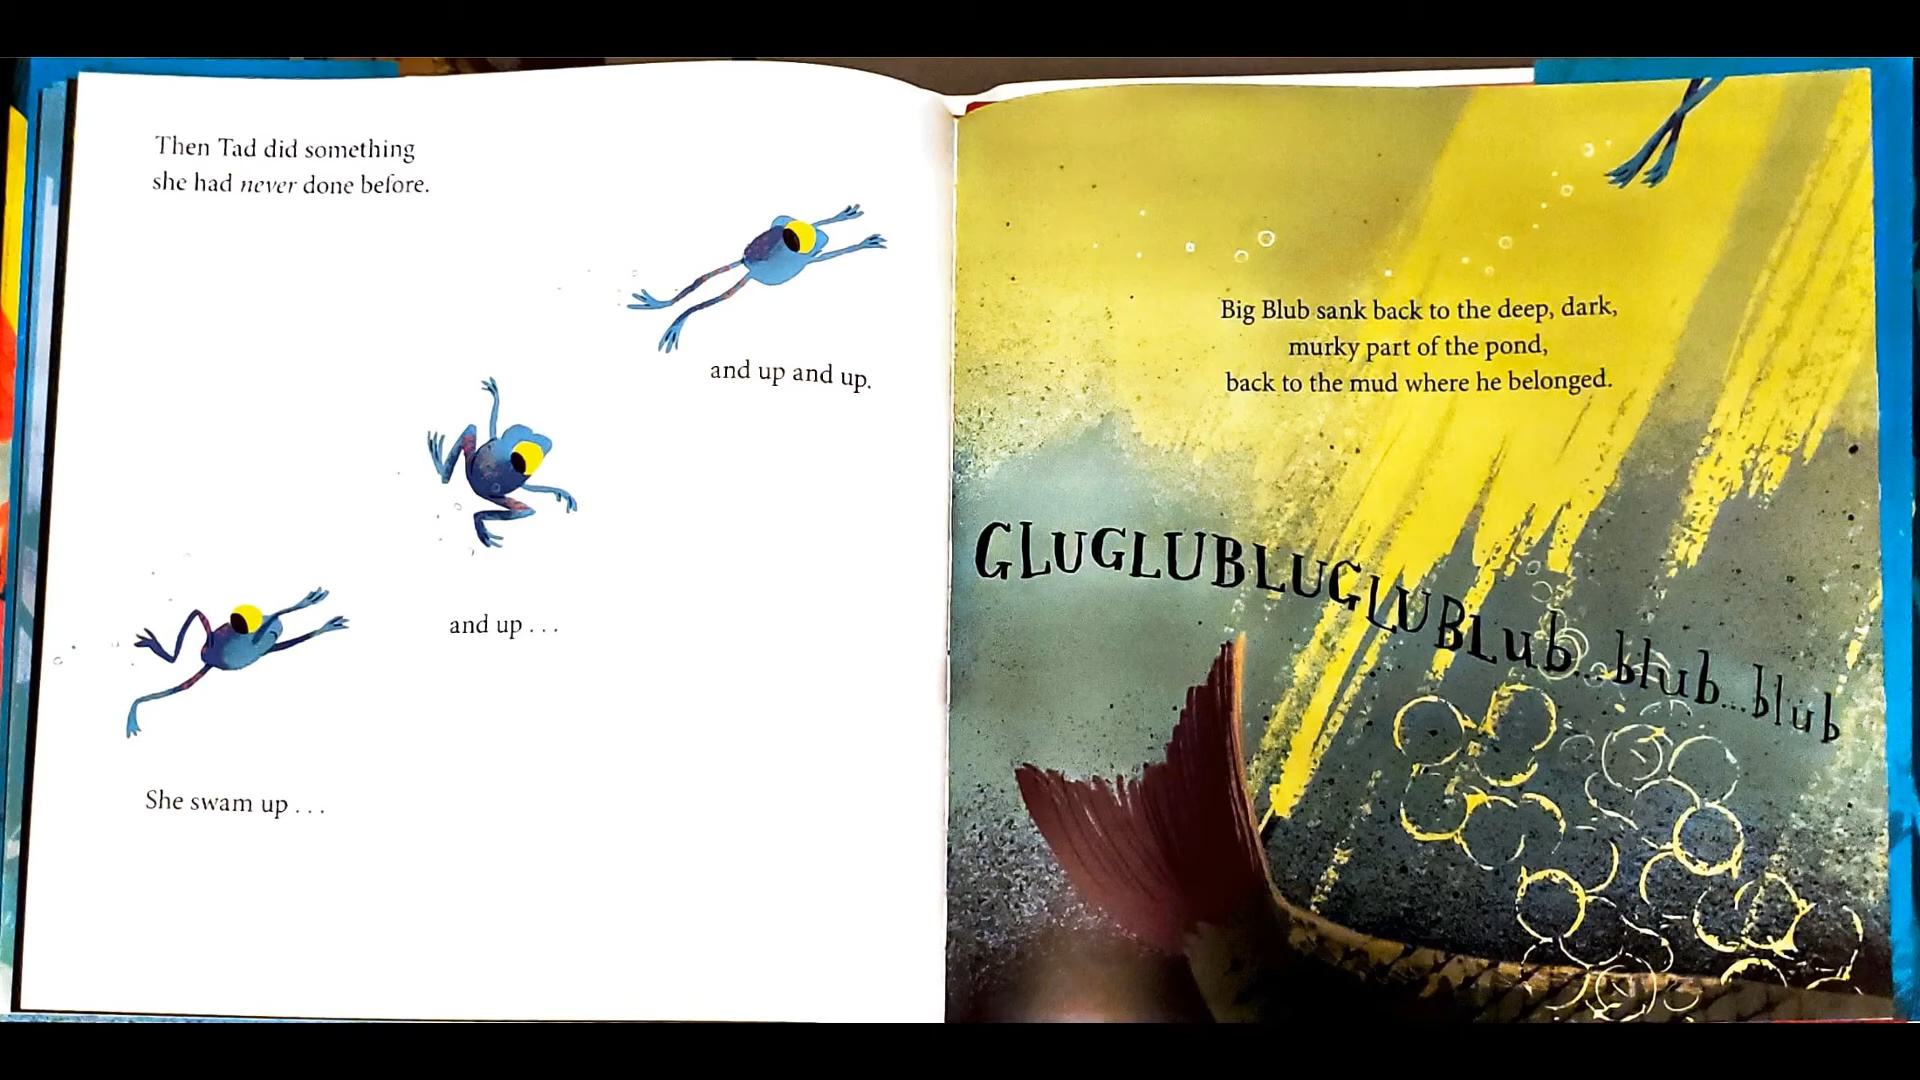 Then Tad did something
she had never done before.
She swam up . . .
and up . . .
and up and up.
Big Blub sank back to the deep, dark,
murky part of the pond,
back to the mud where he belonged.
GLUGLUBLUGLUBLub...blub...blub